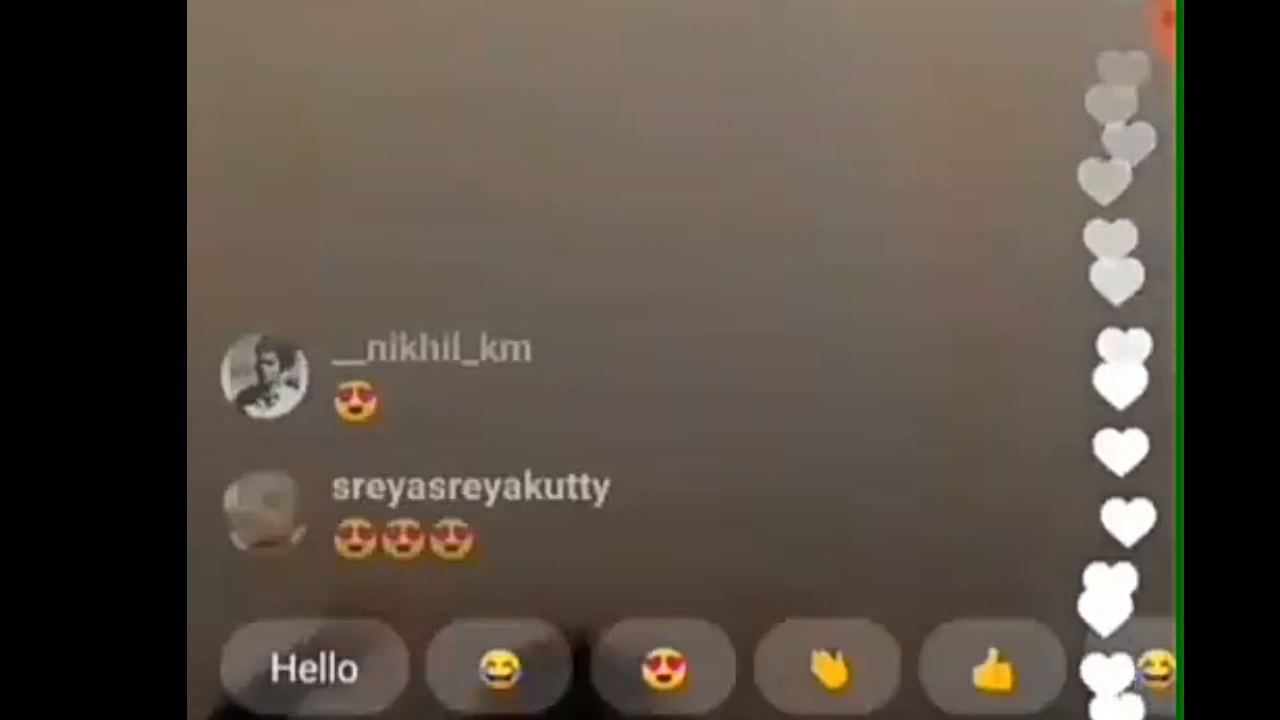 __nikhil_km
😍
sreyasreyakutty
😍😍😍
Hello 😂 😍 👏 👍 😂